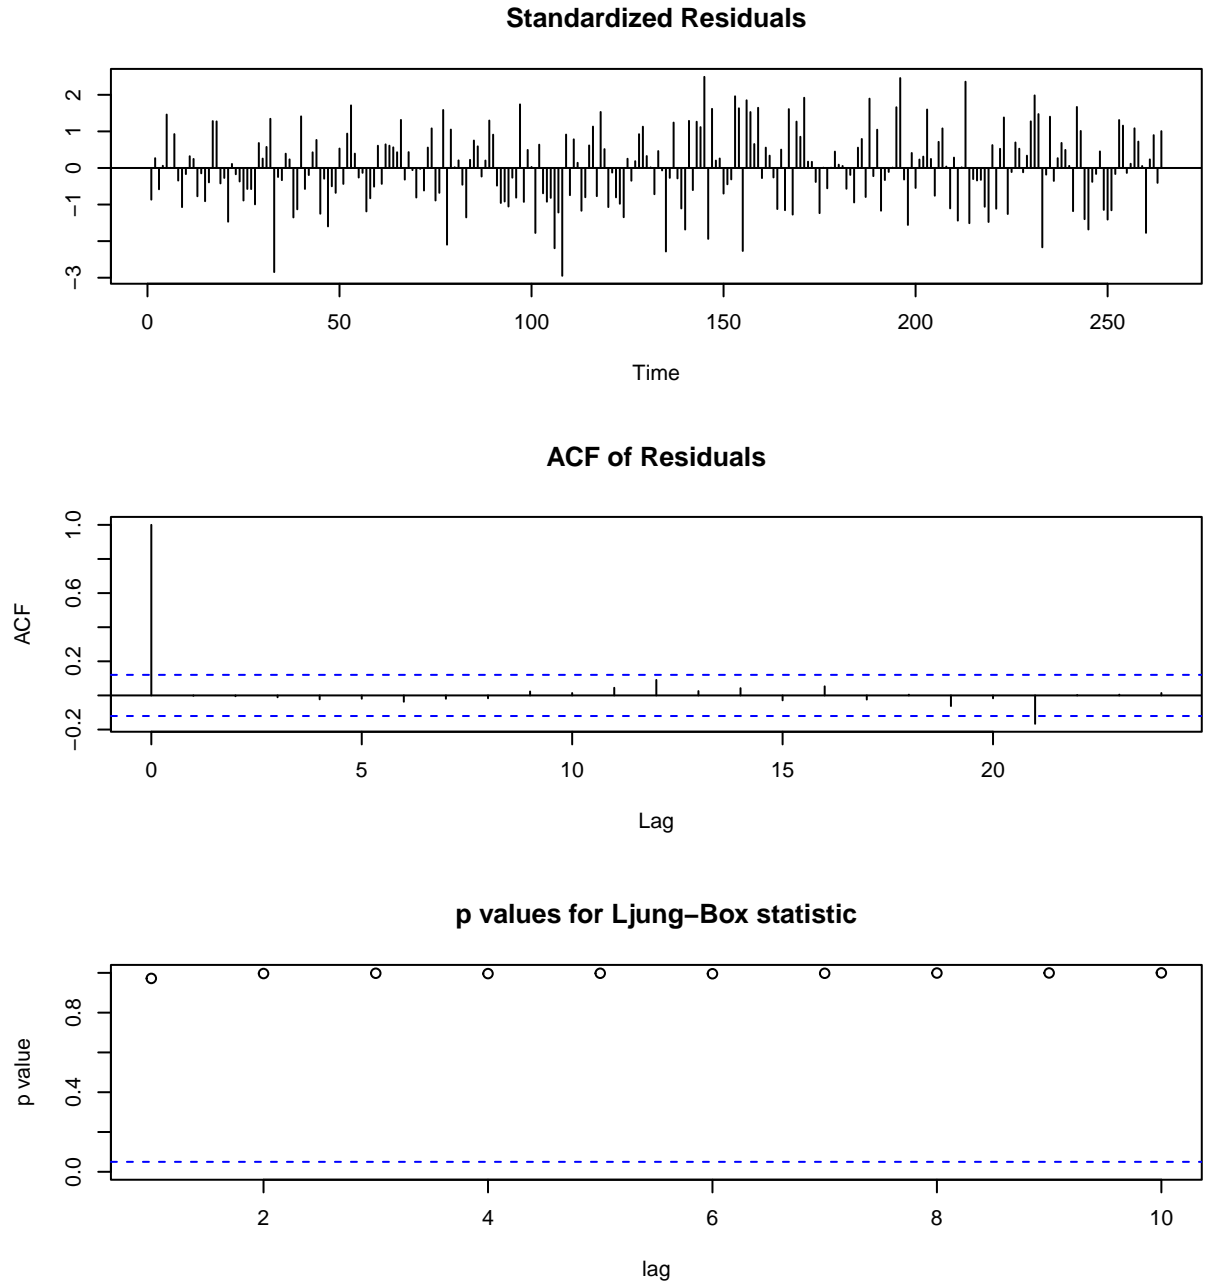 Standardized Residuals
2
1
0
−1
−3
0 50 100 150 200 250
Time
ACF of Residuals
ACF
1.0
0.6
0.2
−0.2
0 5 10 15 20
Lag
p values for Ljung−Box statistic
p value
0.8
0.4
0.0
2 4 6 8 10
lag